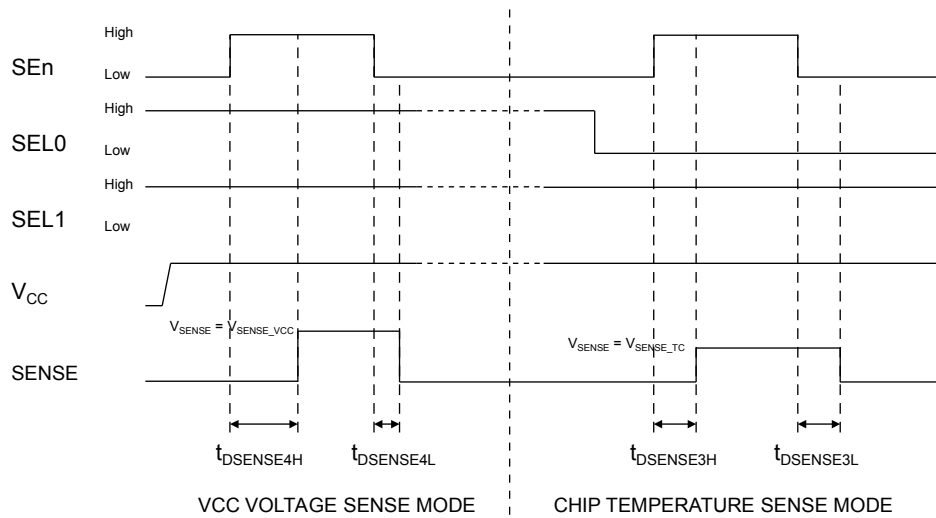 High
SEn
Low
High
SEL0
Low
High
SEL1
Low
VCC
VSENSE = VSENSE_VCC
VSENSE = VSENSE_TC
SENSE
tDSENSE4H
tDSENSE4L
tDSENSE3H
tDSENSE3L
VCC VOLTAGE SENSE MODE
CHIP TEMPERATURE SENSE MODE